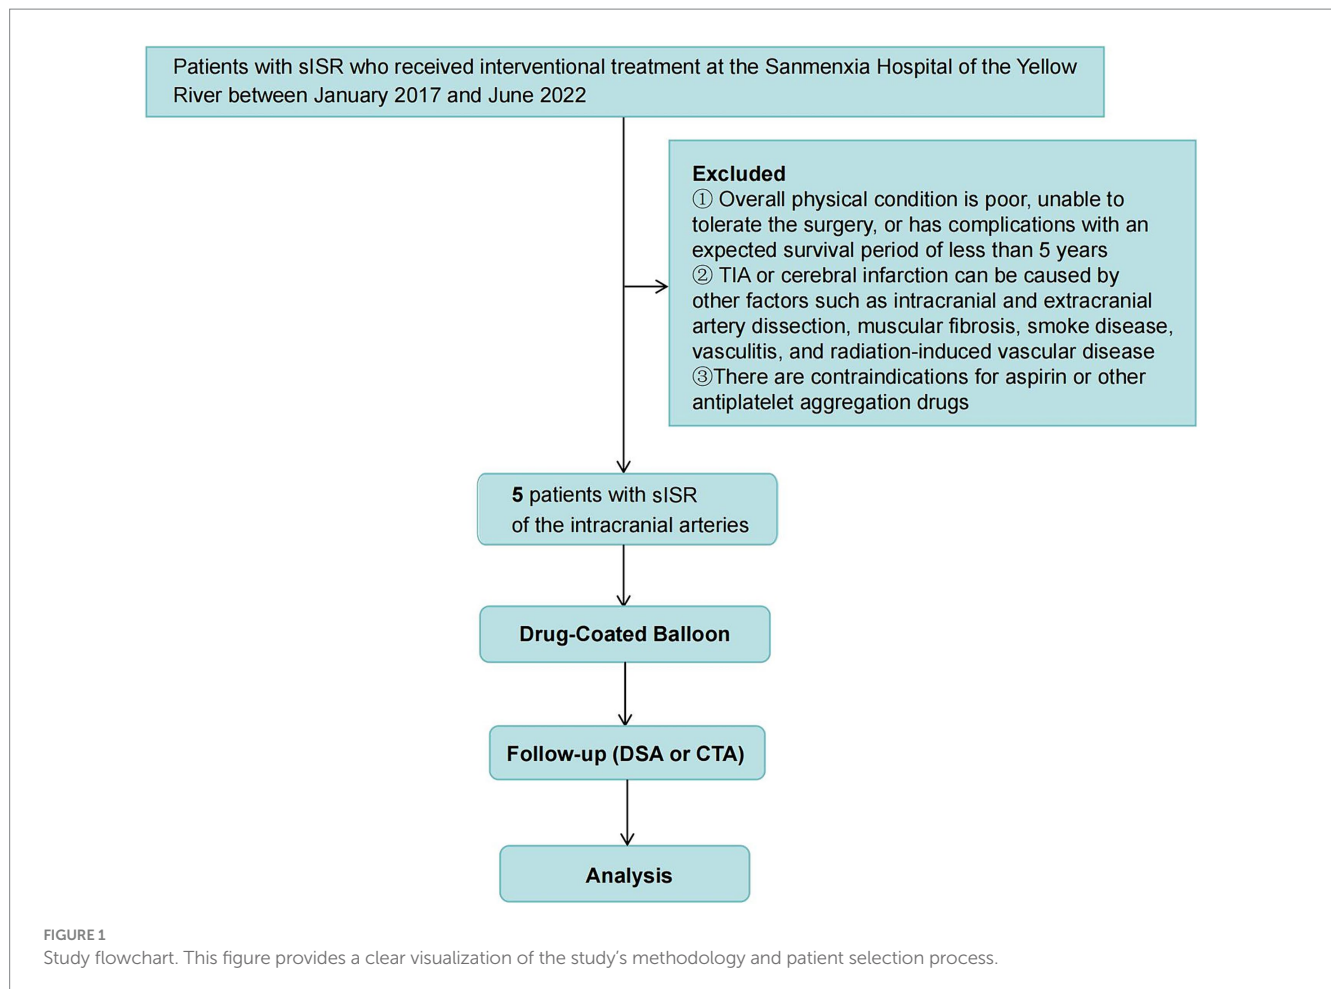 Patients with sISR who received interventional treatment at the Sanmenxia Hospital of the Yellow
River between January 2017 and June 2022
Excluded
① Overall physical condition is poor, unable to
tolerate the surgery, or has complications with an
expected survival period of less than 5 years
② TIA or cerebral infarction can be caused by
other factors such as intracranial and extracranial
artery dissection, muscular fibrosis, smoke disease,
vasculitis, and radiation-induced vascular disease
③There are contraindications for aspirin or other
antiplatelet aggregation drugs
5 patients with sISR
of the intracranial arteries
Drug-Coated Balloon
Follow-up (DSA or CTA)
Analysis
FIGURE 1
Study flowchart. This figure provides a clear visualization of the study’s methodology and patient selection process.